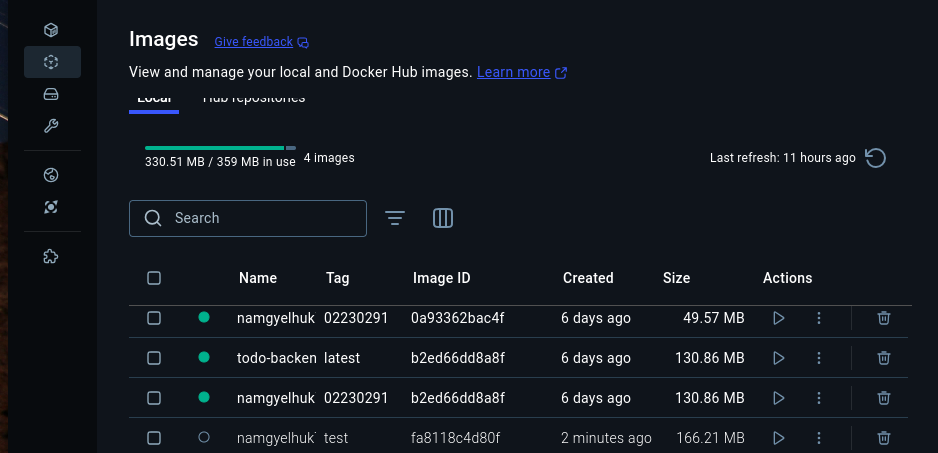 Images Give feedback
View and manage your local and Docker Hub images. Learn more
Local Hub repositories
330.51 MB / 359 MB in use 4 images Last refresh: 11 hours ago
Search
Name Tag Image ID Created Size Actions
namgyelhuk 02230291 0a93362bac4f 6 days ago 49.57 MB
todo-backen latest b2ed66dd8a8f 6 days ago 130.86 MB
namgyelhuk 02230291 b2ed66dd8a8f 6 days ago 130.86 MB
namgyelhuk test fa8118c4d80f 2 minutes ago 166.21 MB